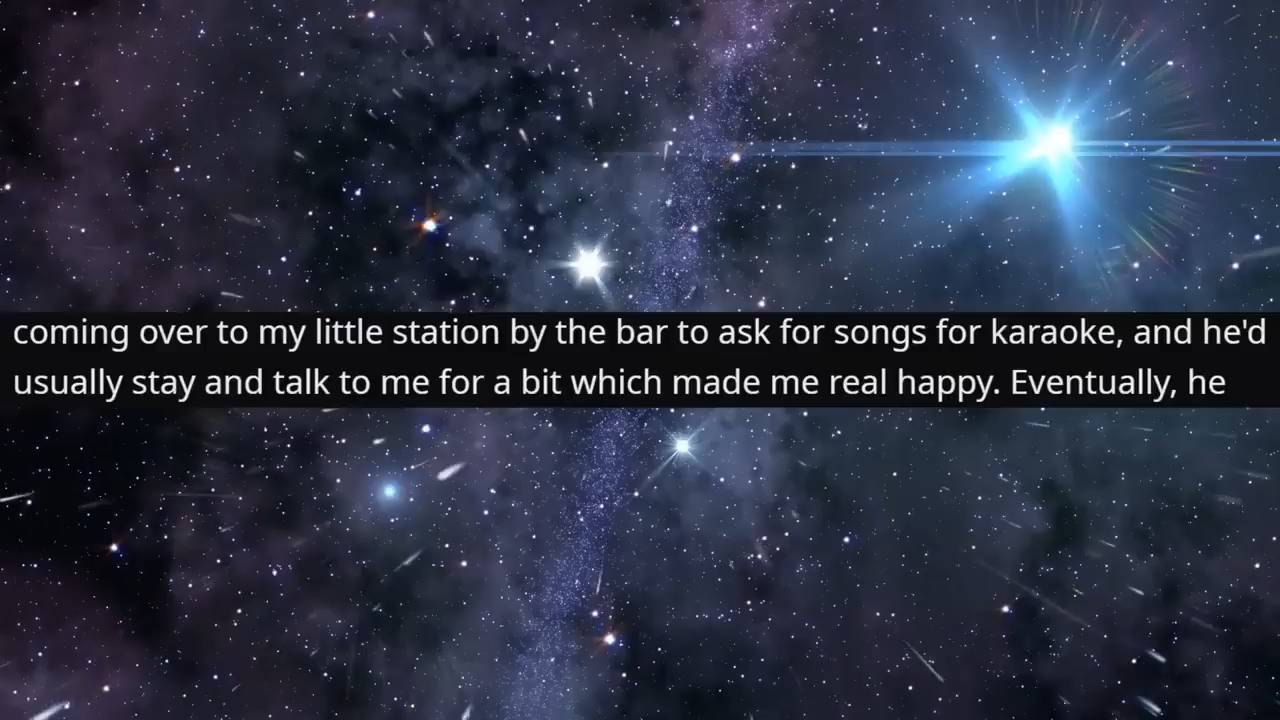 coming over to my little station by the bar to ask for songs for karaoke, and he'd
usually stay and talk to me for a bit which made me real happy. Eventually, he